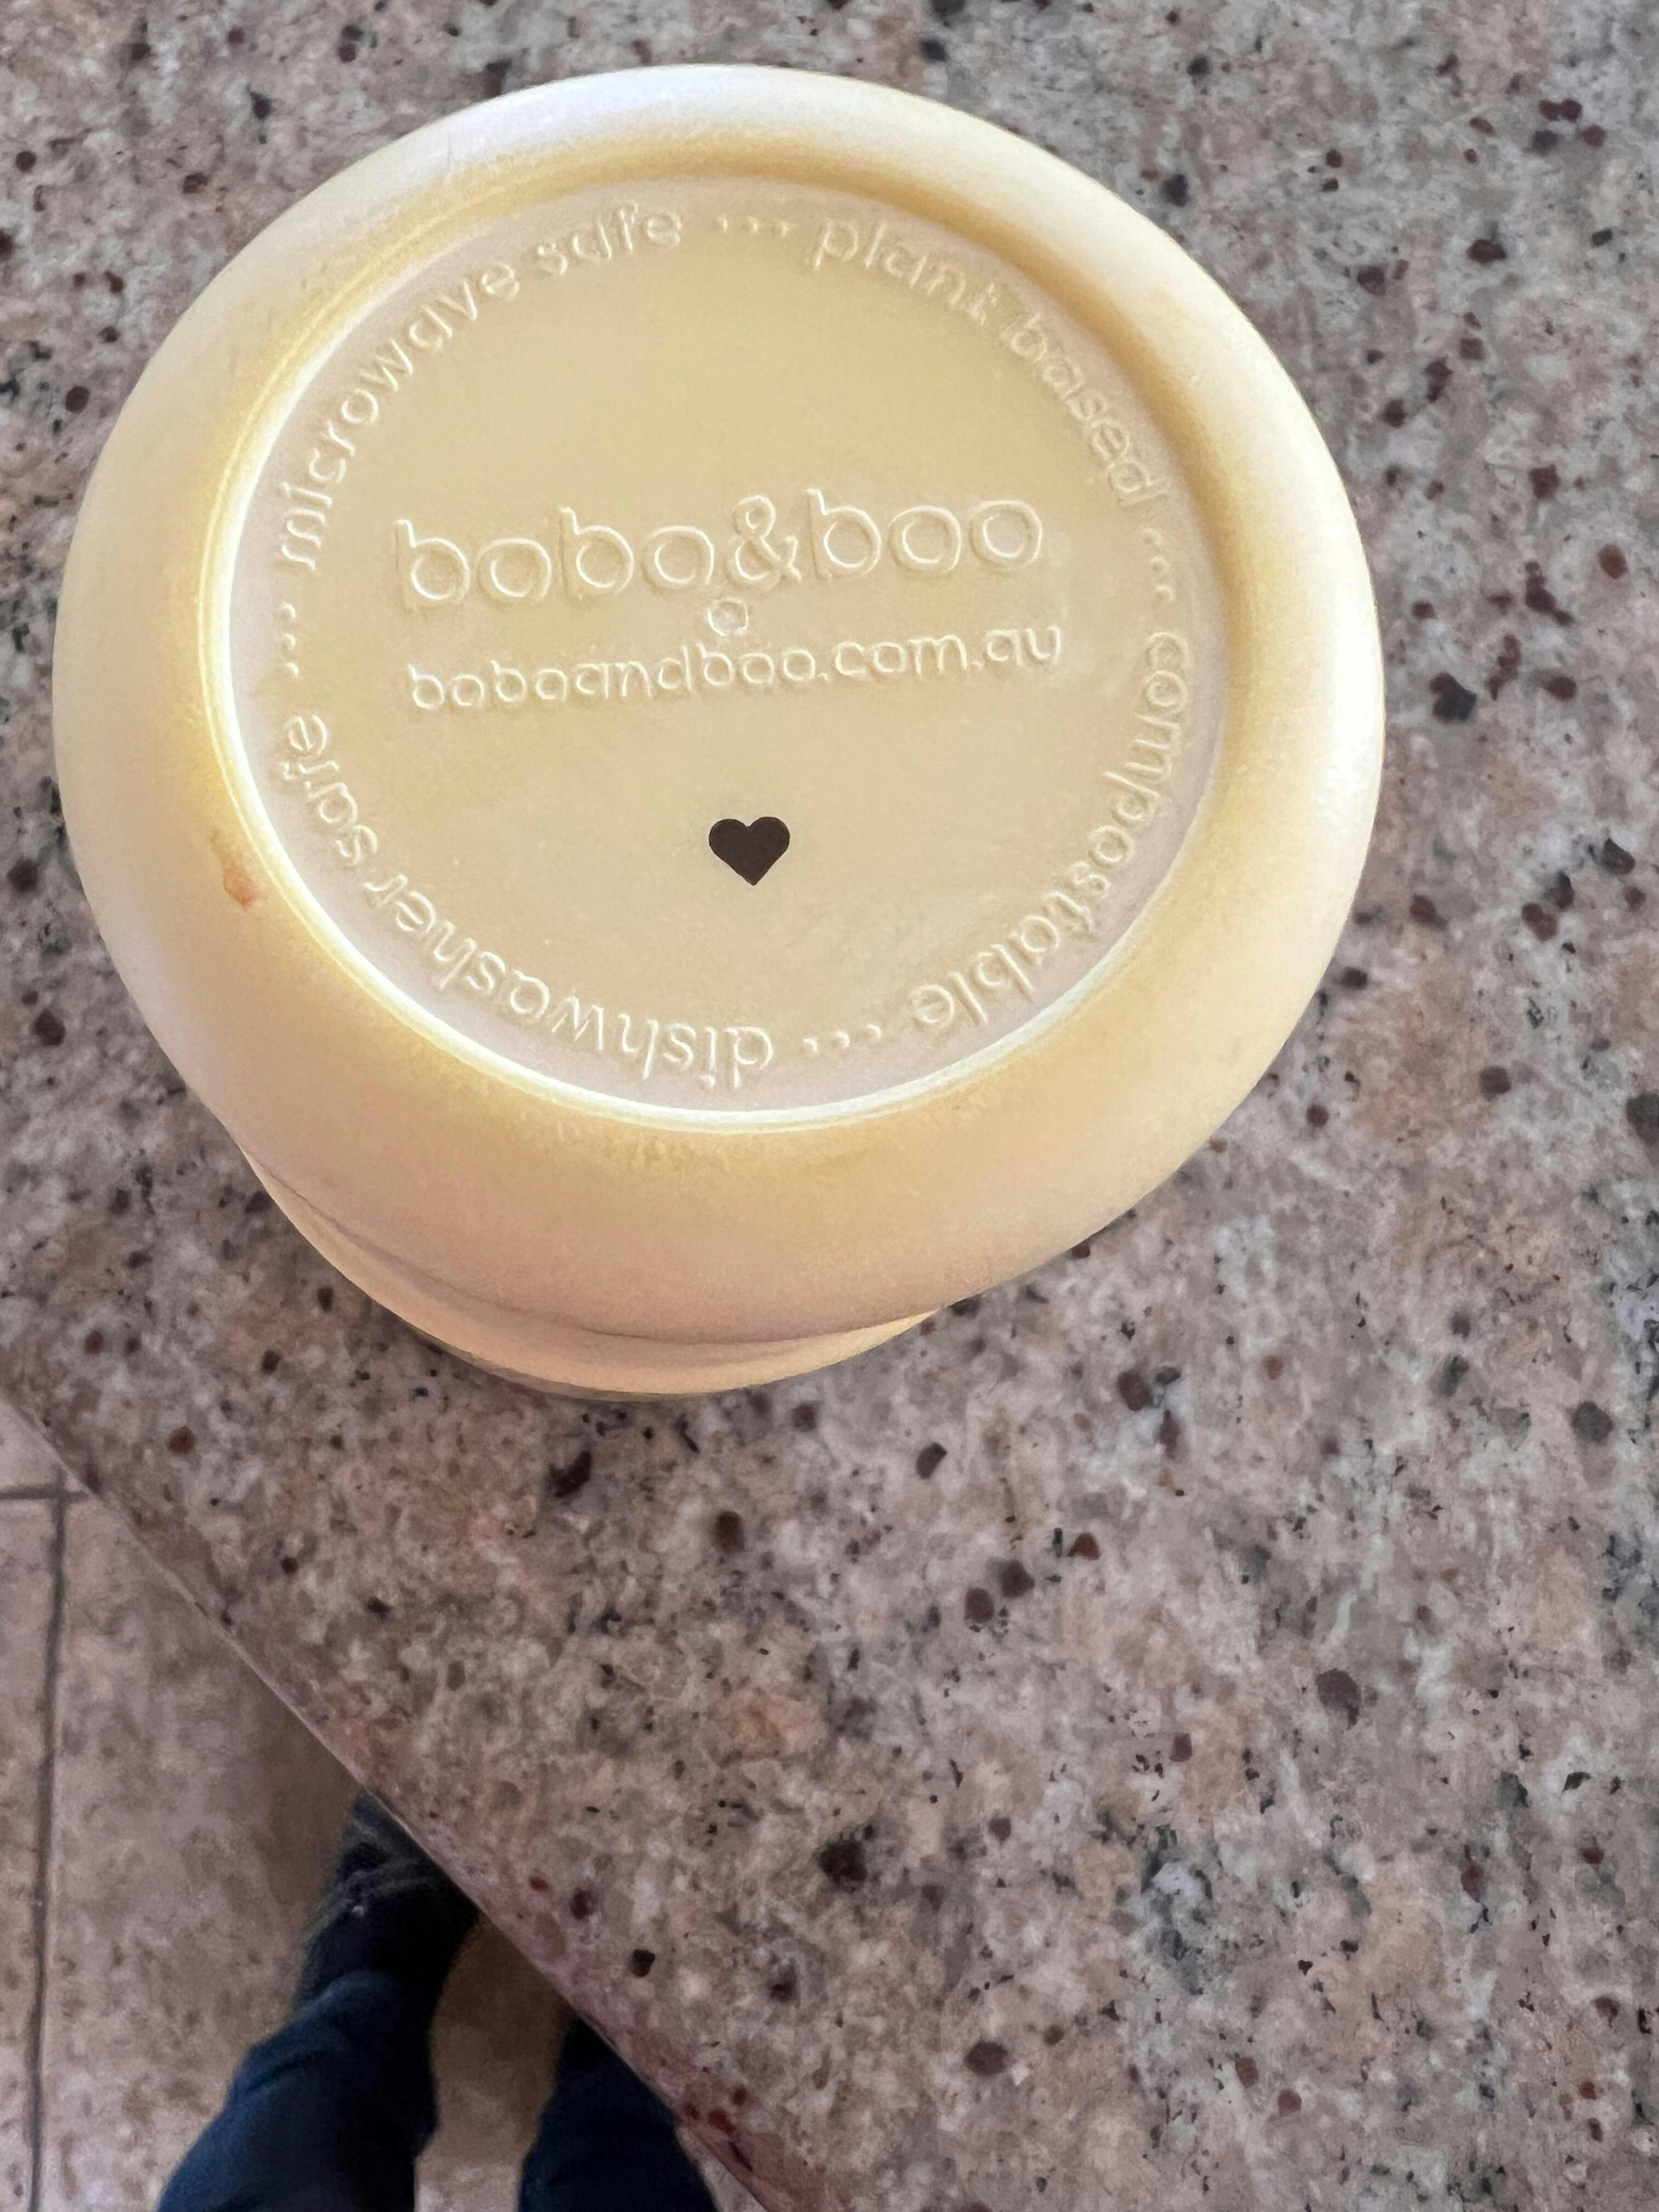 bobo&boo
boboandboo.com.au
microwave safe ... plant based ... compostable ... dishwasher safe ...